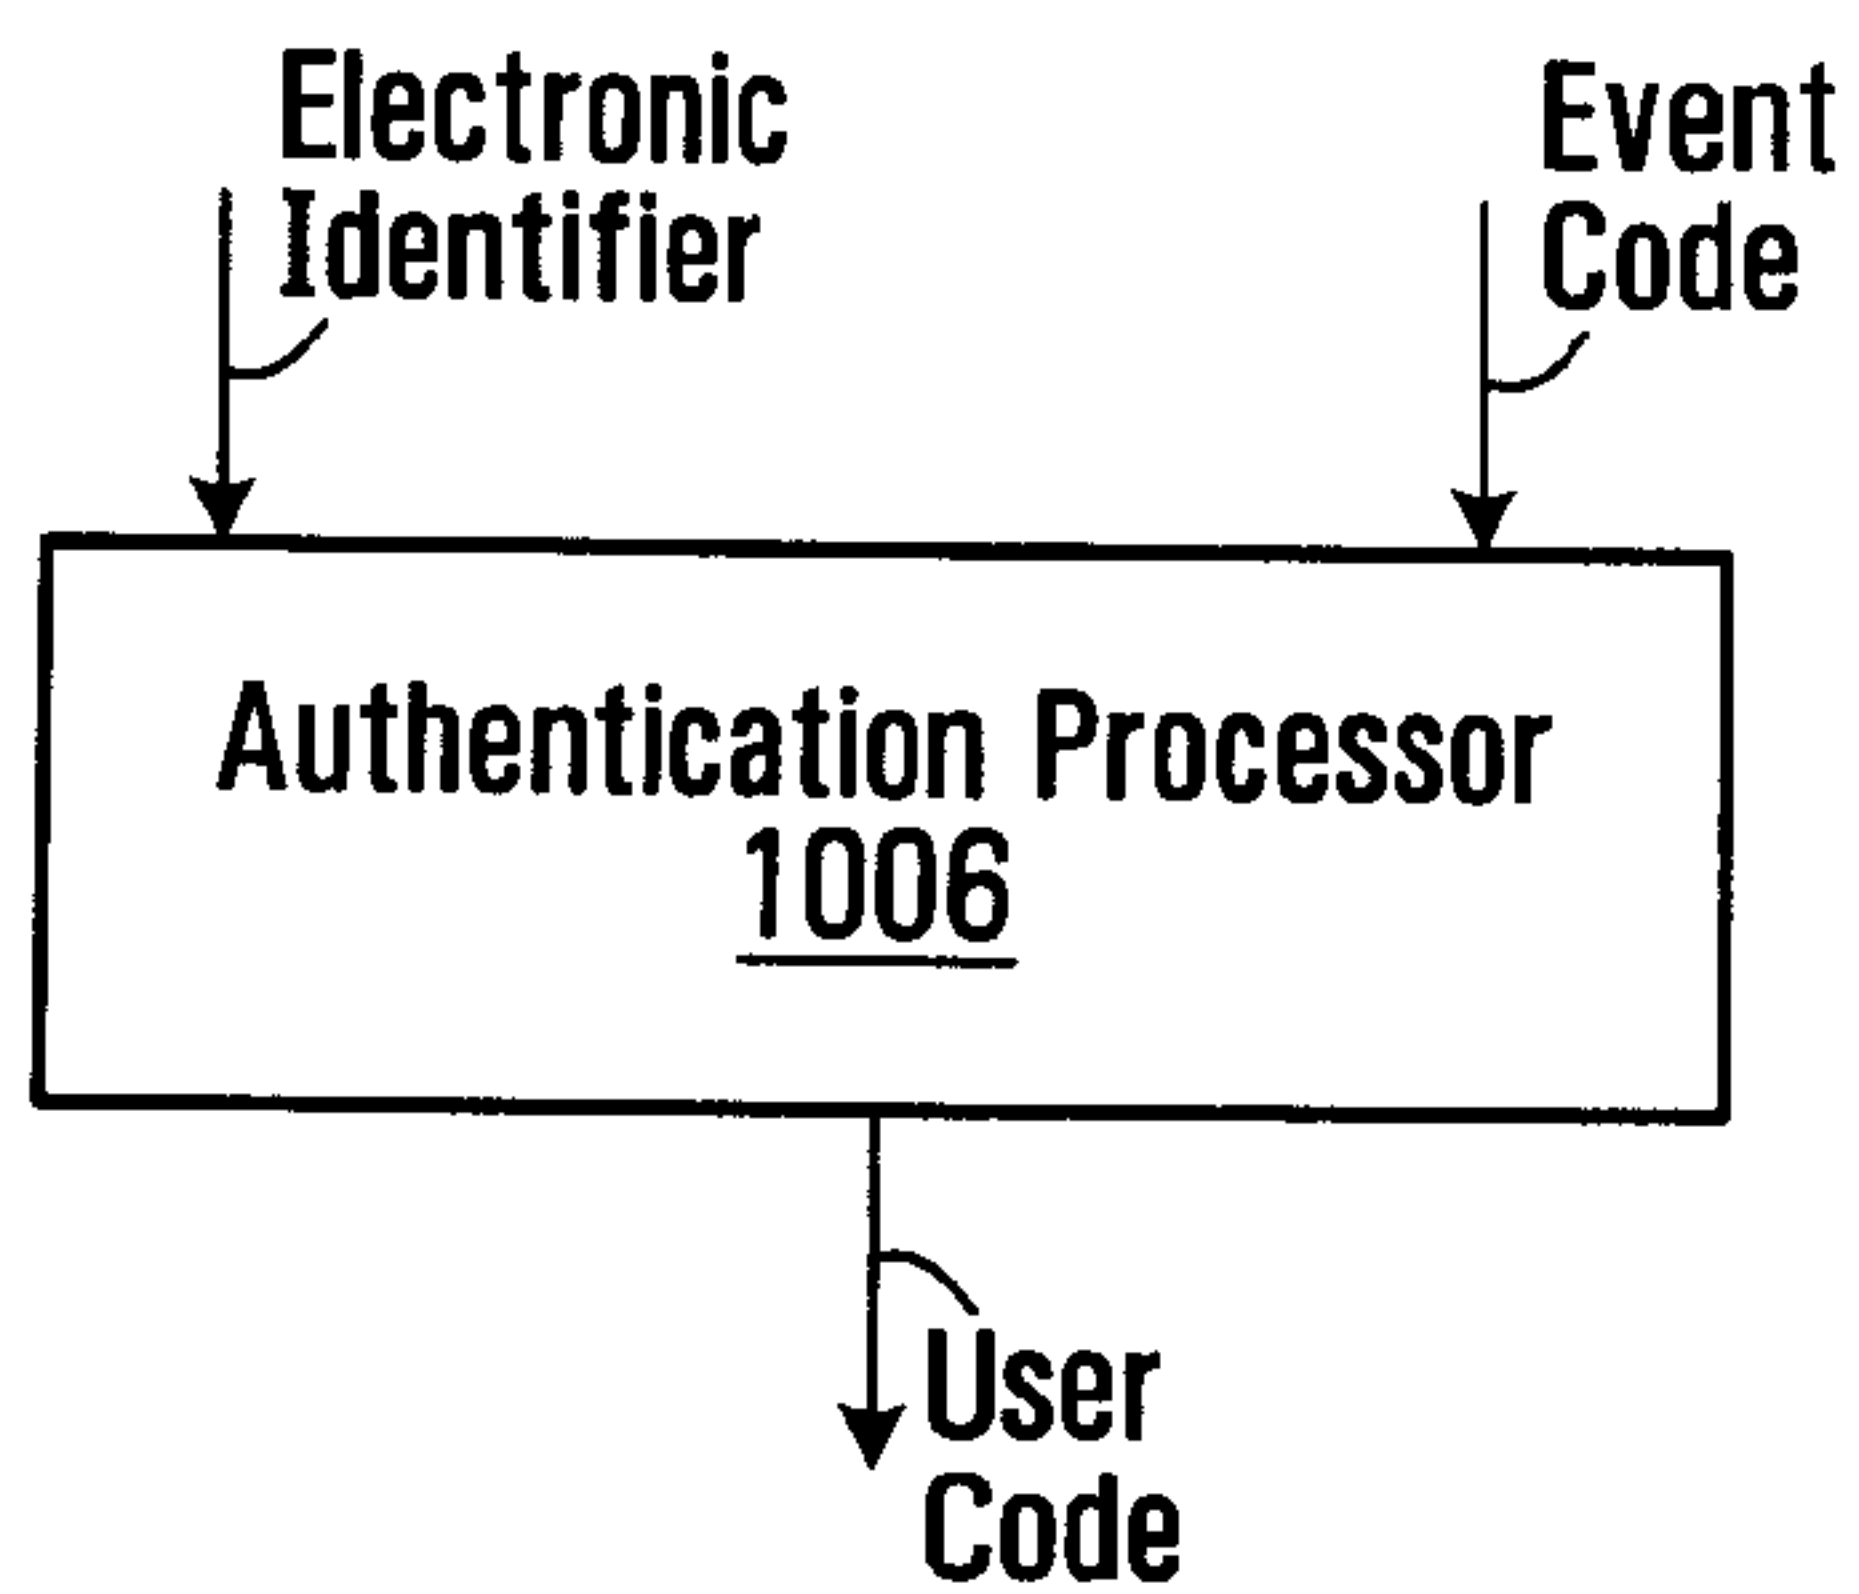 Electronic
Identifier
Event
Code
Authentication Processor
1006
User
Code